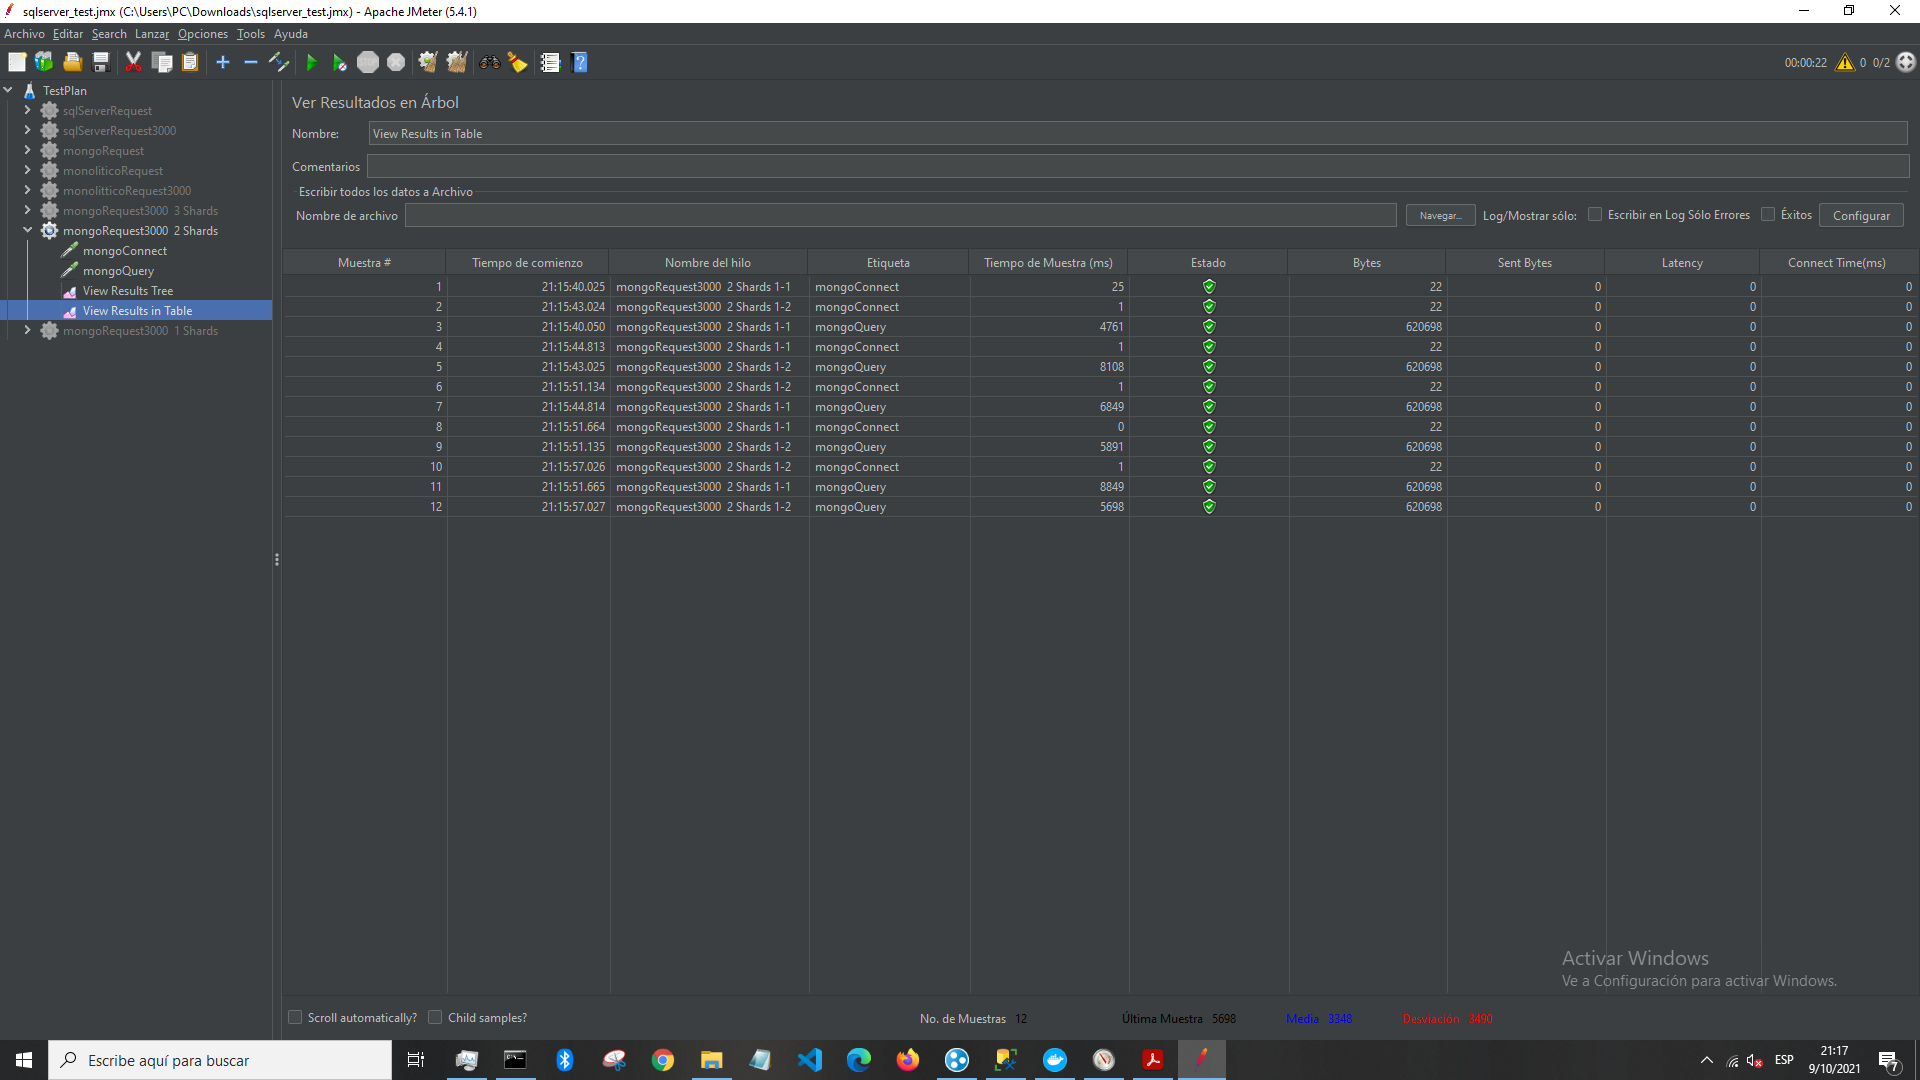 sqlserver_test.jmx (C:\Users\PC\Downloads\sqlserver_test.jmx) - Apache JMeter (5.4.1)
Archivo Editar Search Lanzar Opciones Tools Ayuda
00:00:22 0 0/2
TestPlan
sqlServerRequest
sqlServerRequest3000
mongoRequest
monoliticoRequest
monolitticoRequest3000
mongoRequest3000 3 Shards
mongoRequest3000 2 Shards
mongoConnect
mongoQuery
View Results Tree
View Results in Table
mongoRequest3000 1 Shards
Ver Resultados en Árbol
Nombre: View Results in Table
Comentarios
Escribir todos los datos a Archivo
Nombre de archivo Navegar... Log/Mostrar sólo: Escribir en Log Sólo Errores Éxitos Configurar
Muestra # Tiempo de comienzo Nombre del hilo Etiqueta Tiempo de Muestra (ms) Estado Bytes Sent Bytes Latency Connect Time(ms)
1 21:15:40.025 mongoRequest3000 2 Shards 1-1 mongoConnect 25 22 0 0 0
2 21:15:43.024 mongoRequest3000 2 Shards 1-2 mongoConnect 1 22 0 0 0
3 21:15:40.050 mongoRequest3000 2 Shards 1-1 mongoQuery 4761 620698 0 0 0
4 21:15:44.813 mongoRequest3000 2 Shards 1-1 mongoConnect 1 22 0 0 0
5 21:15:43.025 mongoRequest3000 2 Shards 1-2 mongoQuery 8108 620698 0 0 0
6 21:15:51.134 mongoRequest3000 2 Shards 1-2 mongoConnect 1 22 0 0 0
7 21:15:44.814 mongoRequest3000 2 Shards 1-1 mongoQuery 6849 620698 0 0 0
8 21:15:51.664 mongoRequest3000 2 Shards 1-1 mongoConnect 0 22 0 0 0
9 21:15:51.135 mongoRequest3000 2 Shards 1-2 mongoQuery 5891 620698 0 0 0
10 21:15:57.026 mongoRequest3000 2 Shards 1-2 mongoConnect 1 22 0 0 0
11 21:15:51.665 mongoRequest3000 2 Shards 1-1 mongoQuery 8849 620698 0 0 0
12 21:15:57.027 mongoRequest3000 2 Shards 1-2 mongoQuery 5698 620698 0 0 0
Activar Windows
Ve a Configuración para activar Windows.
Scroll automatically? Child samples? No. de Muestras 12 Última Muestra 5698 Media 3348 Desviación 3490
Escribe aquí para buscar
ESP
21:17
9/10/2021
7